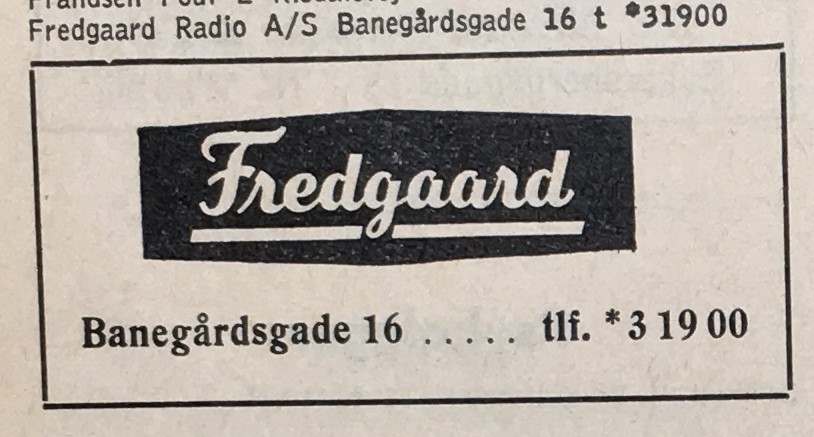 Fredgaard Radio A/S Banegårdsgade 16 t *31900
Fredgaard
Banegårdsgade 16 ..... tlf. *3 19 00